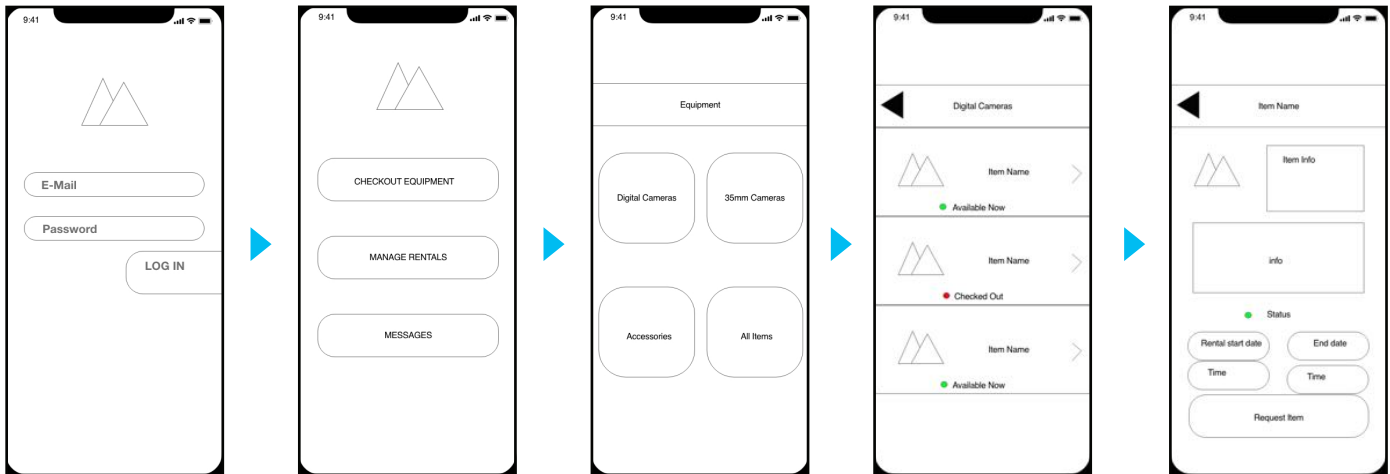 9:41
E-Mail
Password
LOG IN
9:41
CHECKOUT EQUIPMENT
MANAGE RENTALS
MESSAGES
9:41
Equipment
Digital Cameras
35mm Cameras
Accessories
All Items
9:41
Digital Cameras
Item Name
Available Now
Item Name
Checked Out
Item Name
Available Now
9:41
Item Name
Item Info
info
Status
Rental start date
End date
Time
Time
Request Item